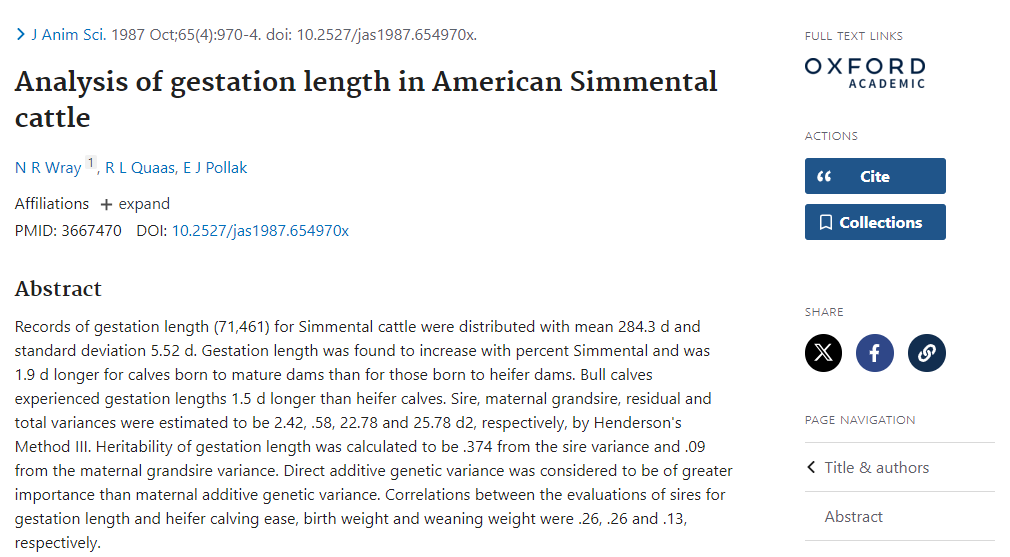 J Anim Sci. 1987 Oct;65(4):970-4. doi: 10.2527/jas1987.654970x.
Analysis of gestation length in American Simmental
cattle
N R Wray 1, R L Quaas, E J Pollak
Affiliations + expand
PMID: 3667470 DOI: 10.2527/jas1987.654970x
Abstract
Records of gestation length (71,461) for Simmental cattle were distributed with mean 284.3 d and
standard deviation 5.52 d. Gestation length was found to increase with percent Simmental and was
1.9 d longer for calves born to mature dams than for those born to heifer dams. Bull calves
experienced gestation lengths 1.5 d longer than heifer calves. Sire, maternal grandsire, residual and
total variances were estimated to be 2.42, .58, 22.78 and 25.78 d2, respectively, by Henderson's
Method III. Heritability of gestation length was calculated to be .374 from the sire variance and .09
from the maternal grandsire variance. Direct additive genetic variance was considered to be of greater
importance than maternal additive genetic variance. Correlations between the evaluations of sires for
gestation length and heifer calving ease, birth weight and weaning weight were .26, .26 and .13,
respectively.
FULL TEXT LINKS
OXFORD
ACADEMIC
ACTIONS
Cite
Collections
SHARE
PAGE NAVIGATION
Title & authors
Abstract